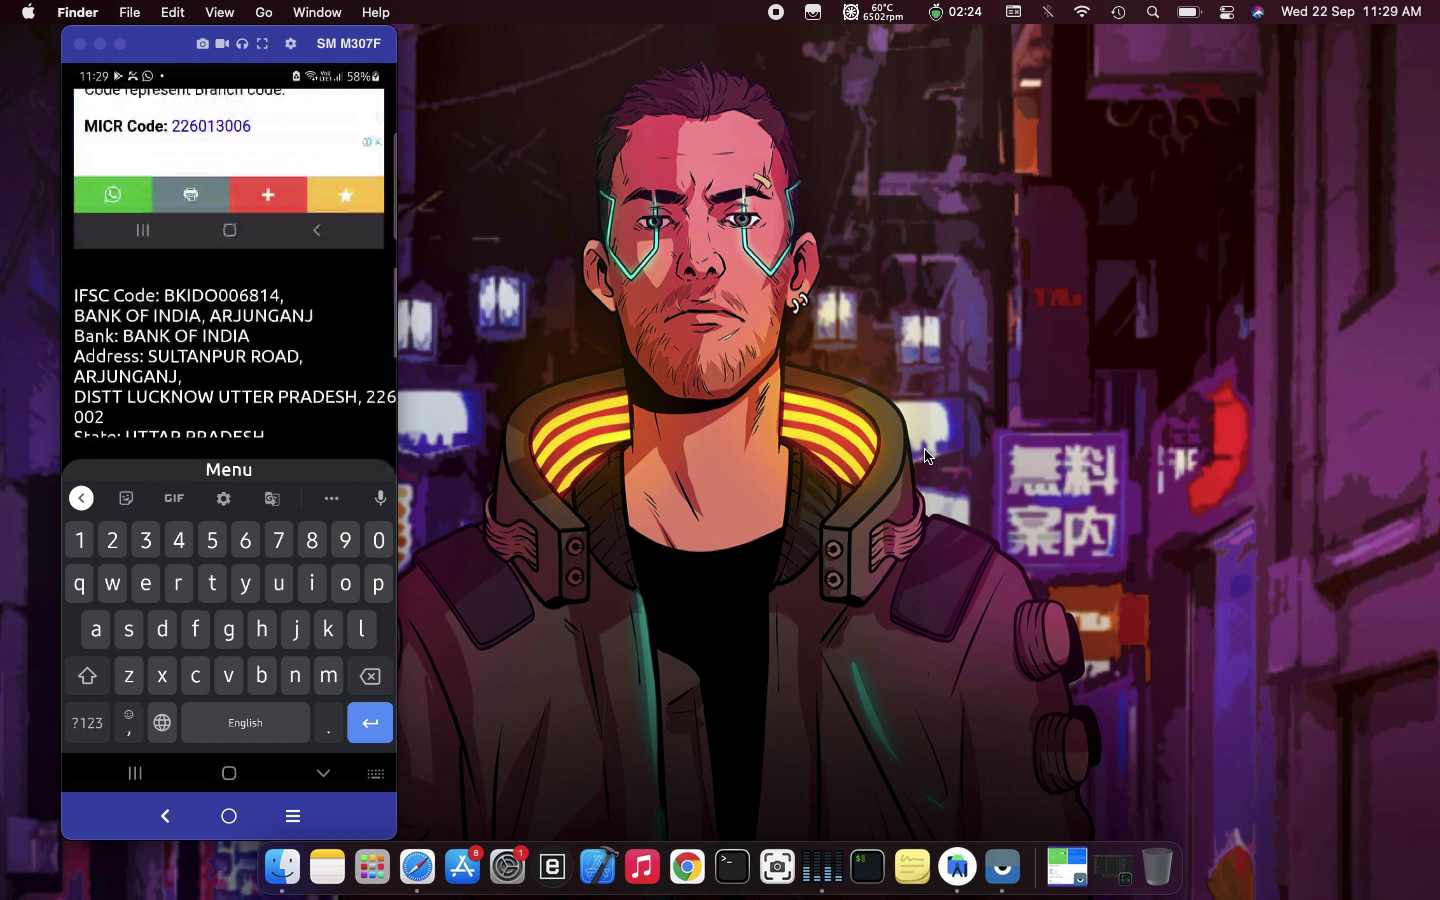 Finder File Edit View Go Window Help
60°C
6502rpm
02:24
Wed 22 Sep 11:29 AM
SM M307F
11:29
58%
Code represent Branch code.
MICR Code: 226013006
IFSC Code: BKIDO006814,
BANK OF INDIA, ARJUNGANJ
Bank: BANK OF INDIA
Address: SULTANPUR ROAD,
ARJUNGANJ,
DISTT LUCKNOW UTTER PRADESH, 226
002
State: UTTAR PRADESH
Menu
GIF
1 2 3 4 5 6 7 8 9 0
q w e r t y u i o p
a s d f g h j k l
z x c v b n m
?123 , English .
無料
案内
8
1